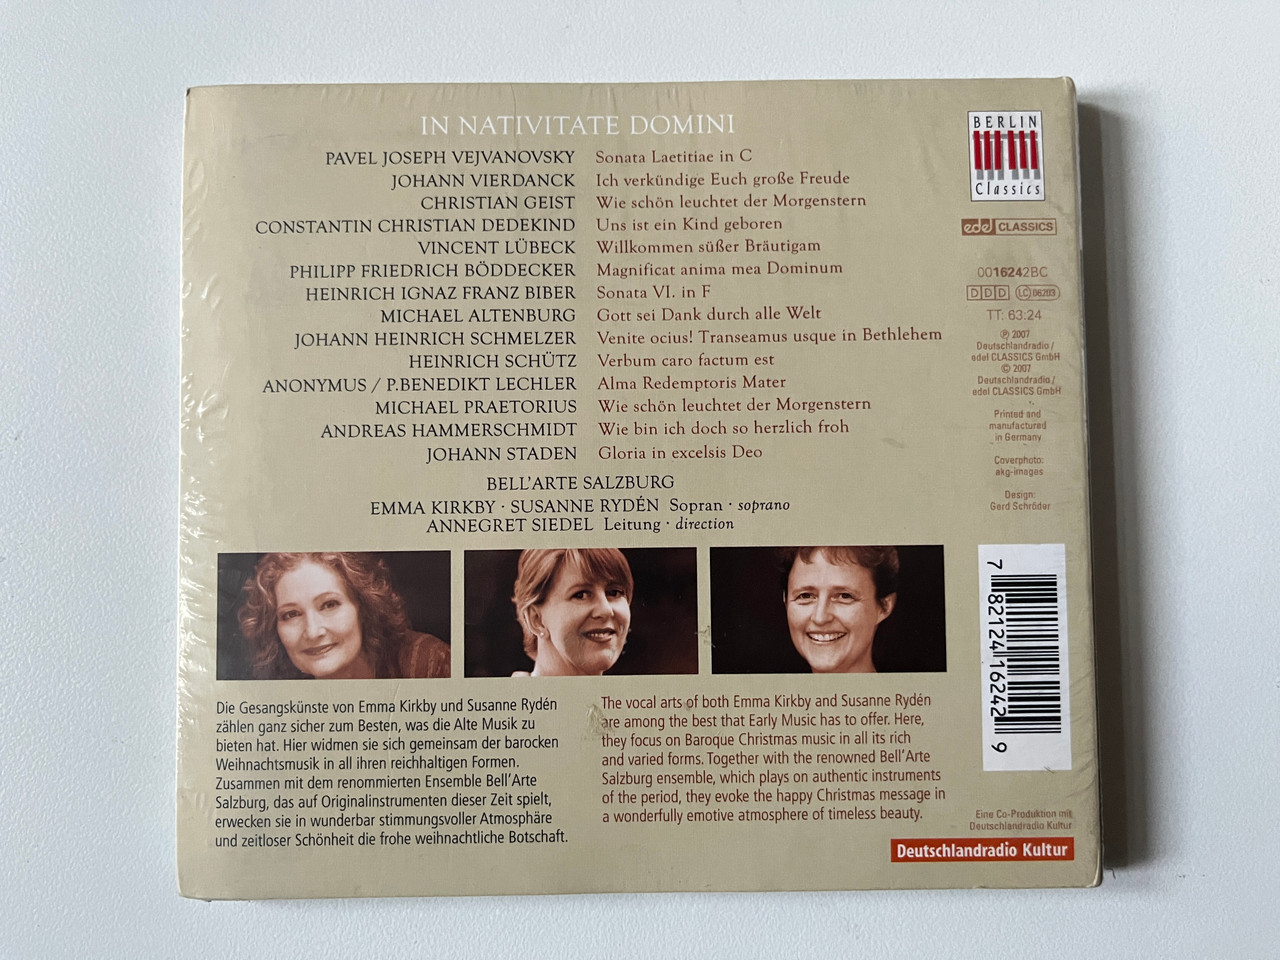 IN NATIVITATE DOMINI
PAVEL JOSEPH VEJVANOVSKY Sonata Laetitiae in C
JOHANN VIERDANCK Ich verkündige Euch große Freude
CHRISTIAN GEIST Wie schön leuchtet der Morgenstern
CONSTANTIN CHRISTIAN DEDEKIND Uns ist ein Kind geboren
VINCENT LÜBECK Willkommen süßer Bräutigam
PHILIPP FRIEDRICH BÖDDECKER Magnificat anima mea Dominum
HEINRICH IGNAZ FRANZ BIBER Sonata VI. in F
MICHAEL ALTENBURG Gott sei Dank durch alle Welt
JOHANN HEINRICH SCHMELZER Venite ocius! Transeamus usque in Bethlehem
HEINRICH SCHÜTZ Verbum caro factum est
ANONYMUS / P.BENEDIKT LECHLER Alma Redemptoris Mater
MICHAEL PRAETORIUS Wie schön leuchtet der Morgenstern
ANDREAS HAMMERSCHMIDT Wie bin ich doch so herzlich froh
JOHANN STADEN Gloria in excelsis Deo
BELL'ARTE SALZBURG
EMMA KIRKBY · SUSANNE RYDÉN Sopran · soprano
ANNEGRET SIEDEL Leitung · direction
Die Gesangskünste von Emma Kirkby und Susanne Rydén
zählen ganz sicher zum Besten, was die Alte Musik zu
bieten hat. Hier widmen sie sich gemeinsam der barocken
Weihnachtsmusik in all ihren reichhaltigen Formen.
Zusammen mit dem renommierten Ensemble Bell'Arte
Salzburg, das auf Originalinstrumenten dieser Zeit spielt,
erwecken sie in wunderbar stimmungsvoller Atmosphäre
und zeitloser Schönheit die frohe weihnachtliche Botschaft.
The vocal arts of both Emma Kirkby and Susanne Rydén
are among the best that Early Music has to offer. Here,
they focus on Baroque Christmas music in all its rich
and varied forms. Together with the renowned Bell'Arte
Salzburg ensemble, which plays on authentic instruments
of the period, they evoke the happy Christmas message in
a wonderfully emotive atmosphere of timeless beauty.
BERLIN
Classics
edel CLASSICS
0016242BC
DDD LC 06203
TT: 63:24
℗ 2007
Deutschlandradio /
edel CLASSICS GmbH
© 2007
Deutschlandradio /
edel CLASSICS GmbH
Printed and
manufactured
in Germany
Coverphoto:
akg-images
Design:
Gerd Schröder
7 82124 16242 9
Eine Co-Produktion mit
Deutschlandradio Kultur
Deutschlandradio Kultur